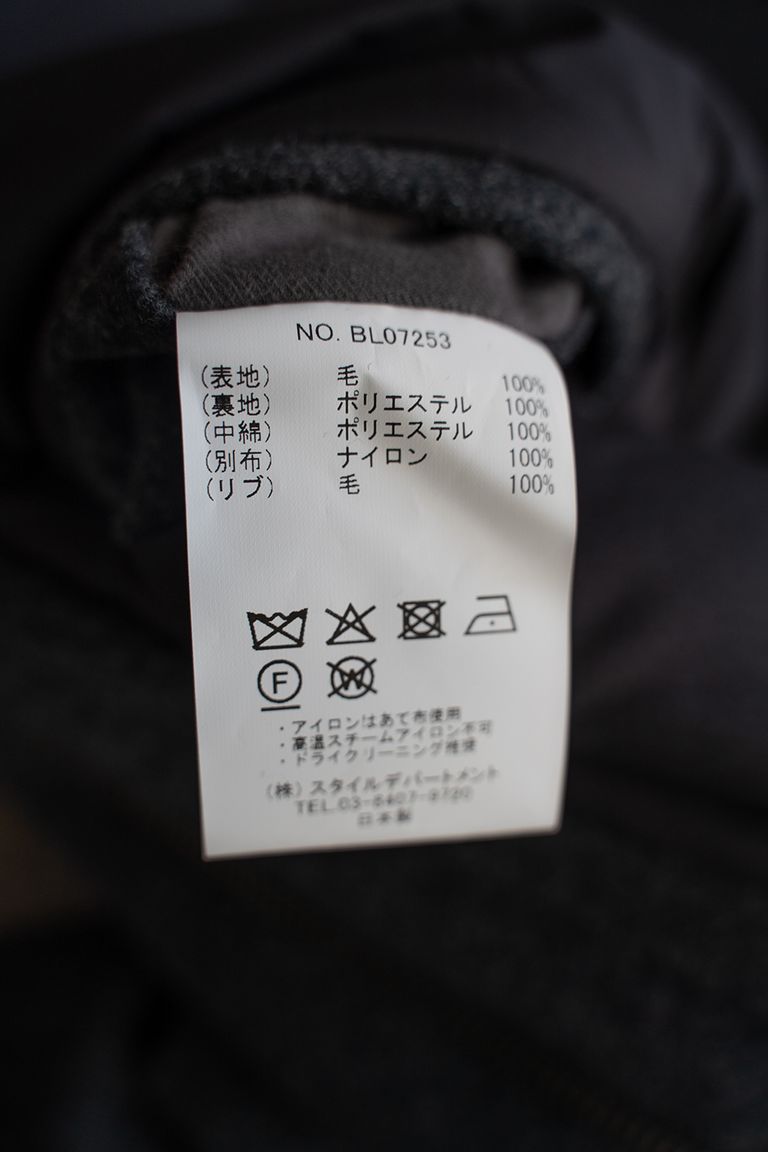 NO. BL07253
(表地) 毛 100%
(裏地) ポリエステル 100%
(中綿) ポリエステル 100%
(別布) ナイロン 100%
(リブ) 毛 100%
F W
・アイロンはあて布使用
・高温スチームアイロン不可
・ドライクリーニング推奨
(株)スタイルデパートメント
TEL.03-
日本製